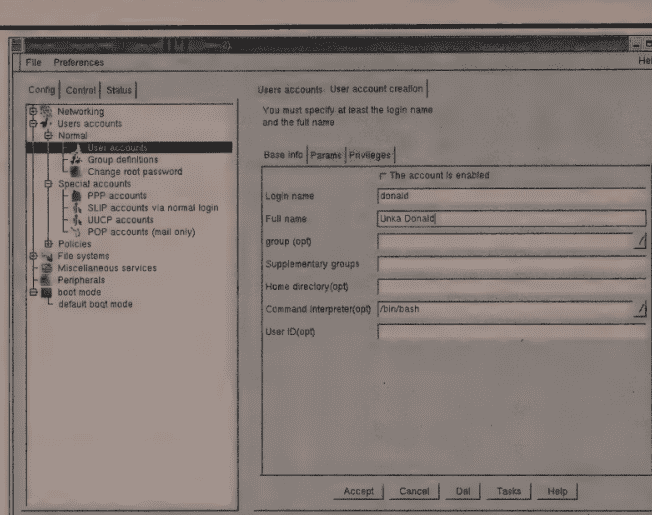 File Preferences
Config Control Status
Networking
Users accounts
Normal
User accounts
Group definitions
Change root password
Special accounts
PPP accounts
SLIP accounts via normal login
UUCP accounts
POP accounts (mail only)
Policies
File systems
Miscellaneous services
Peripherals
boot mode
default boot mode
Users accounts User account creation
You must specify at least the login name
and the full name
Base info Params Privileges
The account is enabled
Login name donald
Full name Unka Donald
group (opt)
Supplementary groups
Home directory(opt)
Command interpreter(opt) /bin/bash
User ID(opt)
Accept Cancel Del Tasks Help